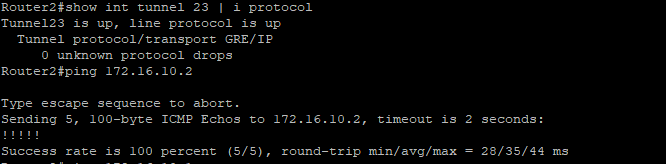 Router2#show int tunnel 23 | i protocol
Tunnel23 is up, line protocol is up
  Tunnel protocol/transport GRE/IP
     0 unknown protocol drops
Router2#ping 172.16.10.2

Type escape sequence to abort.
Sending 5, 100-byte ICMP Echos to 172.16.10.2, timeout is 2 seconds:
!!!!!
Success rate is 100 percent (5/5), round-trip min/avg/max = 28/35/44 ms